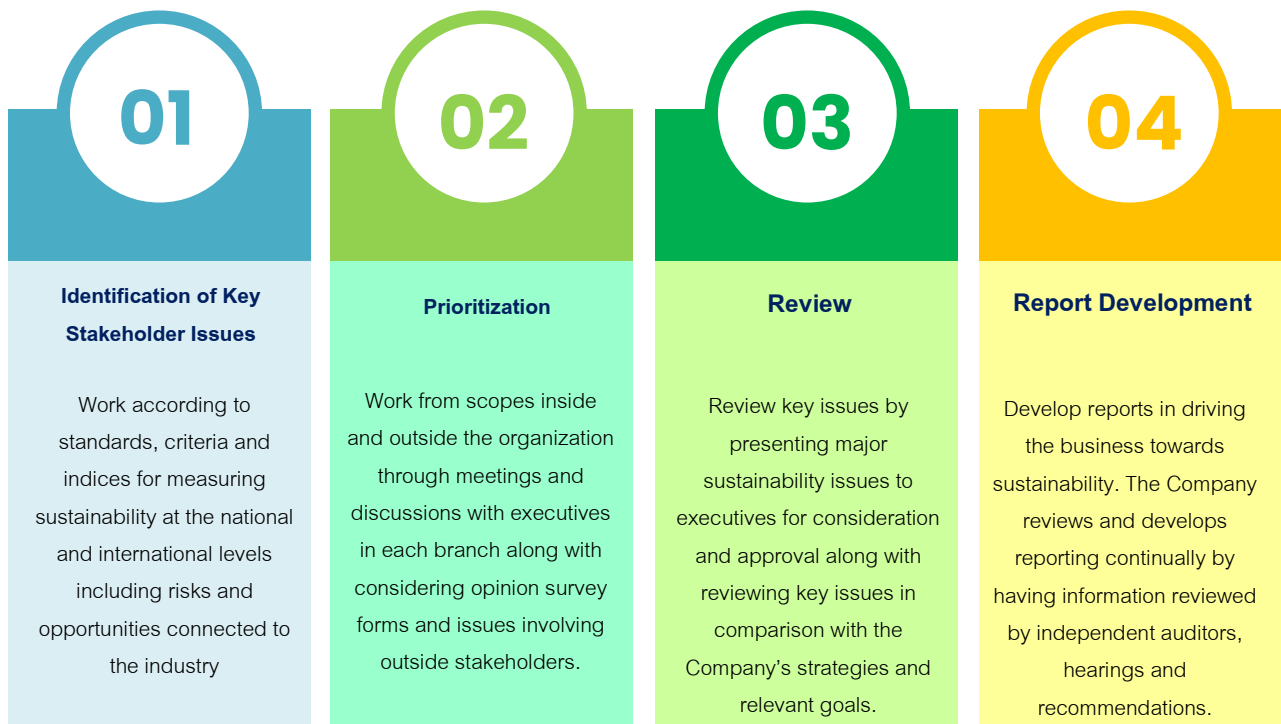 01
Identification of Key
Stakeholder Issues
Work according to
standards, criteria and
indices for measuring
sustainability at the national
and international levels
including risks and
opportunities connected to
the industry
02
Prioritization
Work from scopes inside
and outside the organization
through meetings and
discussions with executives
in each branch along with
considering opinion survey
forms and issues involving
outside stakeholders.
03
Review
Review key issues by
presenting major
sustainability issues to
executives for consideration
and approval along with
reviewing key issues in
comparison with the
Company's strategies and
relevant goals.
04
Report Development
Develop reports in driving
the business towards
sustainability. The Company
reviews and develops
reporting continually by
having information reviewed
by independent auditors,
hearings and
recommendations.